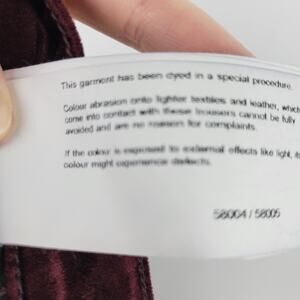 This garment has been dyed in a special procedure.
Colour abrasion onto lighter textiles and leather, which
come into contact with these trousers cannot be fully
avoided and are no reason for complaints.
If the colour is exposed to external effects like light, its
colour might experience defects.
58004 / 58005